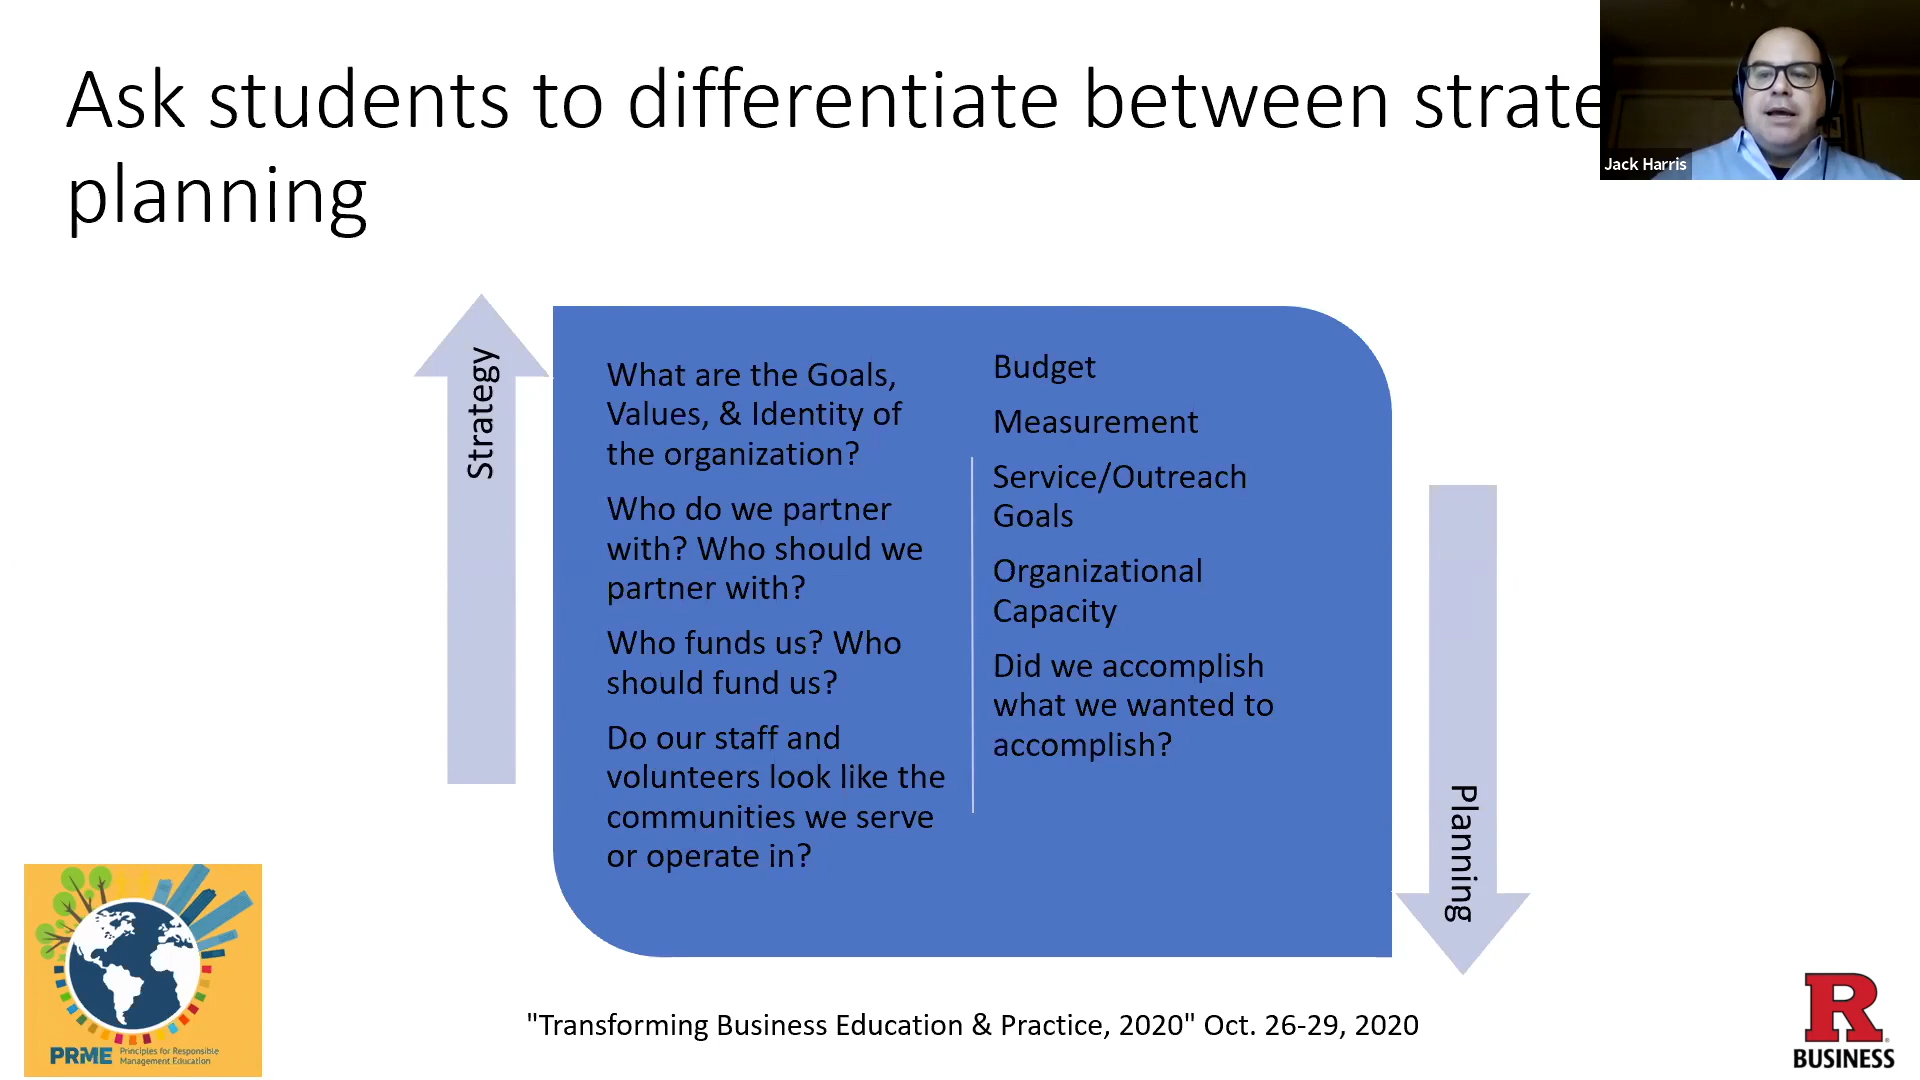 Ask students to differentiate between strate
planning
Jack Harris
Strategy
What are the Goals,
Values, & Identity of
the organization?
Who do we partner
with? Who should we
partner with?
Who funds us? Who
should fund us?
Do our staff and
volunteers look like the
communities we serve
or operate in?
Budget
Measurement
Service/Outreach
Goals
Organizational
Capacity
Did we accomplish
what we wanted to
accomplish?
Planning
PRiME Principles for Responsible
Management Education
"Transforming Business Education & Practice, 2020" Oct. 26-29, 2020
R
BUSINESS